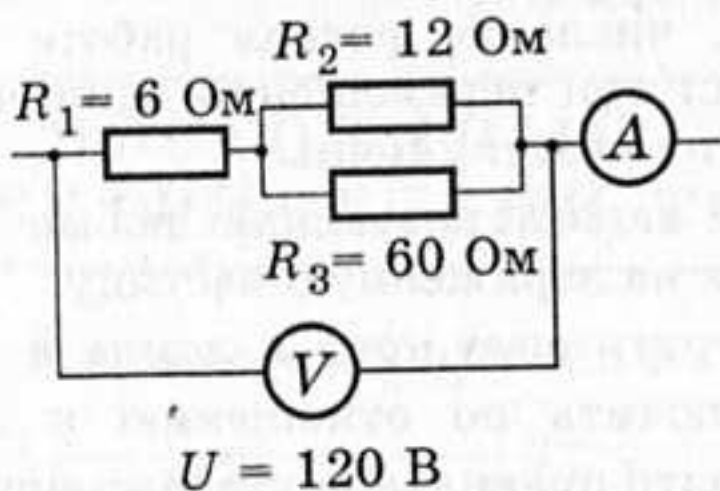 R₂= 12 Ом
R₁= 6 Ом
A
R₃= 60 Ом
V
U = 120 В